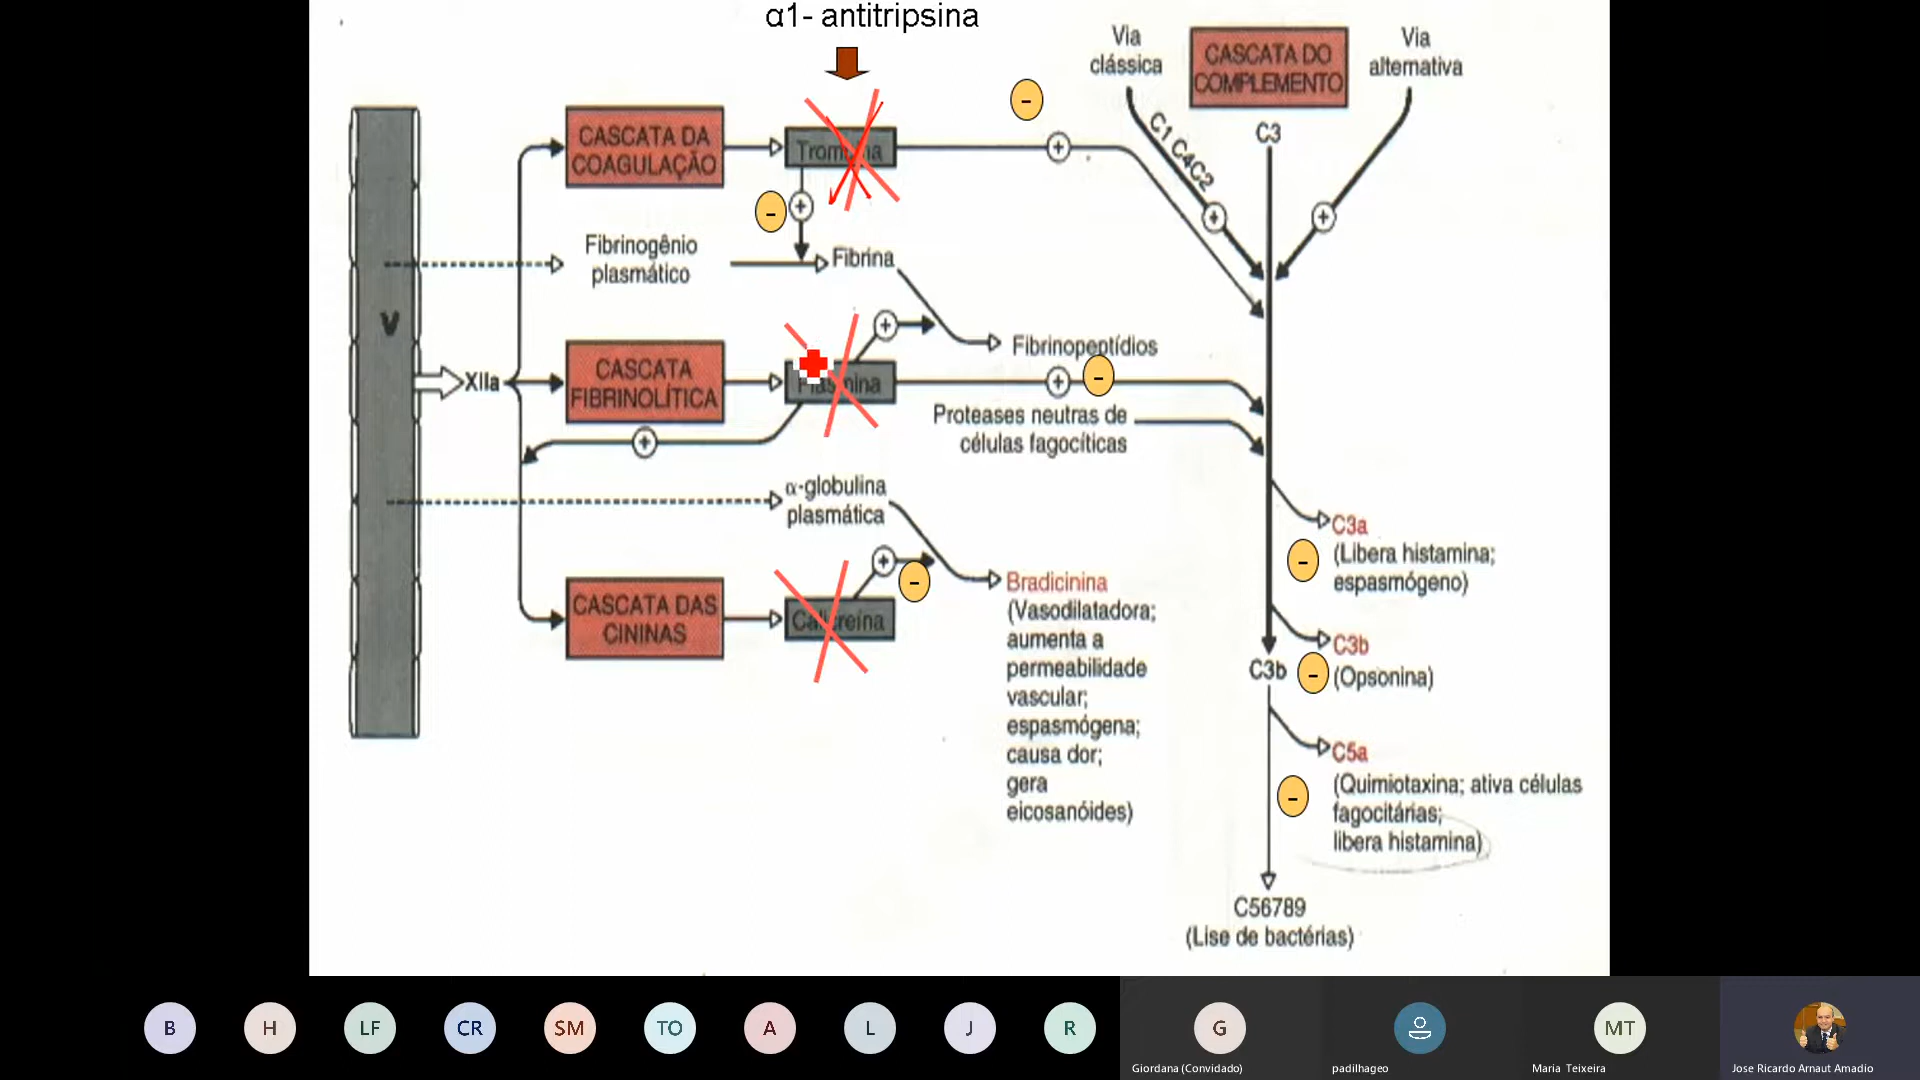 α1- antitripsina
Via
clássica
CASCATA DO
COMPLEMENTO
Via
alternativa
C3
C1 C4C2
CASCATA DA
COAGULAÇÃO
-
+
-
+
+
+
Fibrinogênio
plasmático
Fibrina
V
XIIa
CASCATA
FIBRINOLÍTICA
+
Fibrinopeptídios
+
-
Proteases neutras de
células fagocíticas
+
α-globulina
plasmática
C3a
(Libera histamina;
espasmógeno)
-
+
-
CASCATA DAS
CININAS
Bradicinina
(Vasodilatadora;
aumenta a
permeabilidade
vascular;
espasmógena;
causa dor;
gera
eicosanóides)
C3b
C3b
-
(Opsonina)
C5a
-
(Quimiotaxina; ativa células
fagocitárias;
libera histamina)
C56789
(Lise de bactérias)
B
H
LF
CR
SM
TO
A
L
J
R
G
MT
Giordana (Convidado)
padilhageo
Maria Teixeira
Jose Ricardo Arnaut Amadio